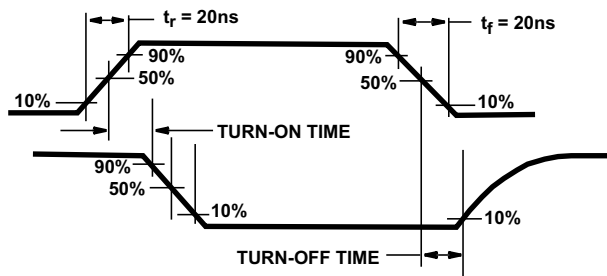 t_r = 20ns
t_f = 20ns
90%
90%
50%
50%
10%
10%
TURN-ON TIME
90%
50%
10%
10%
TURN-OFF TIME